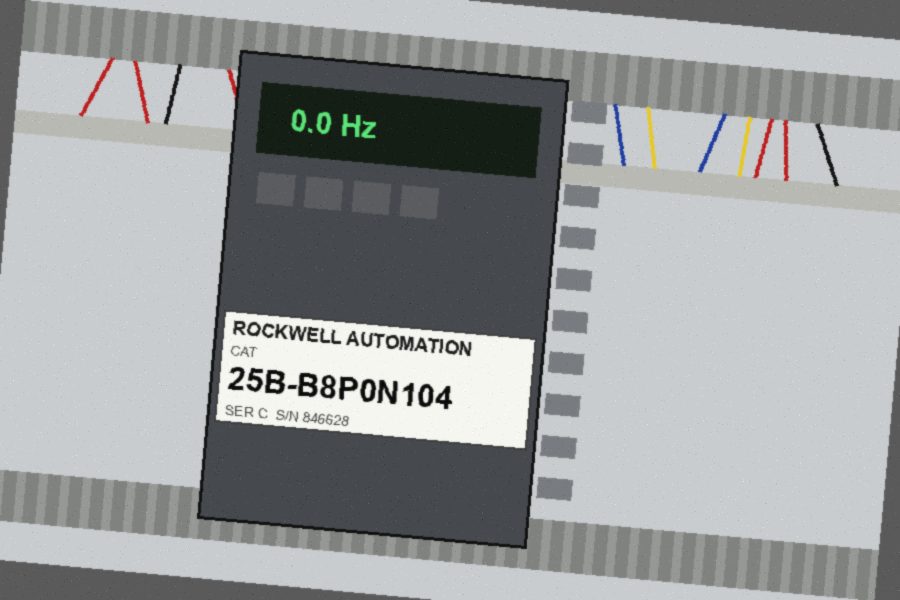 0.0 Hz
ROCKWELL AUTOMATION
CAT
25B-B8P0N104
SER C S/N 846628